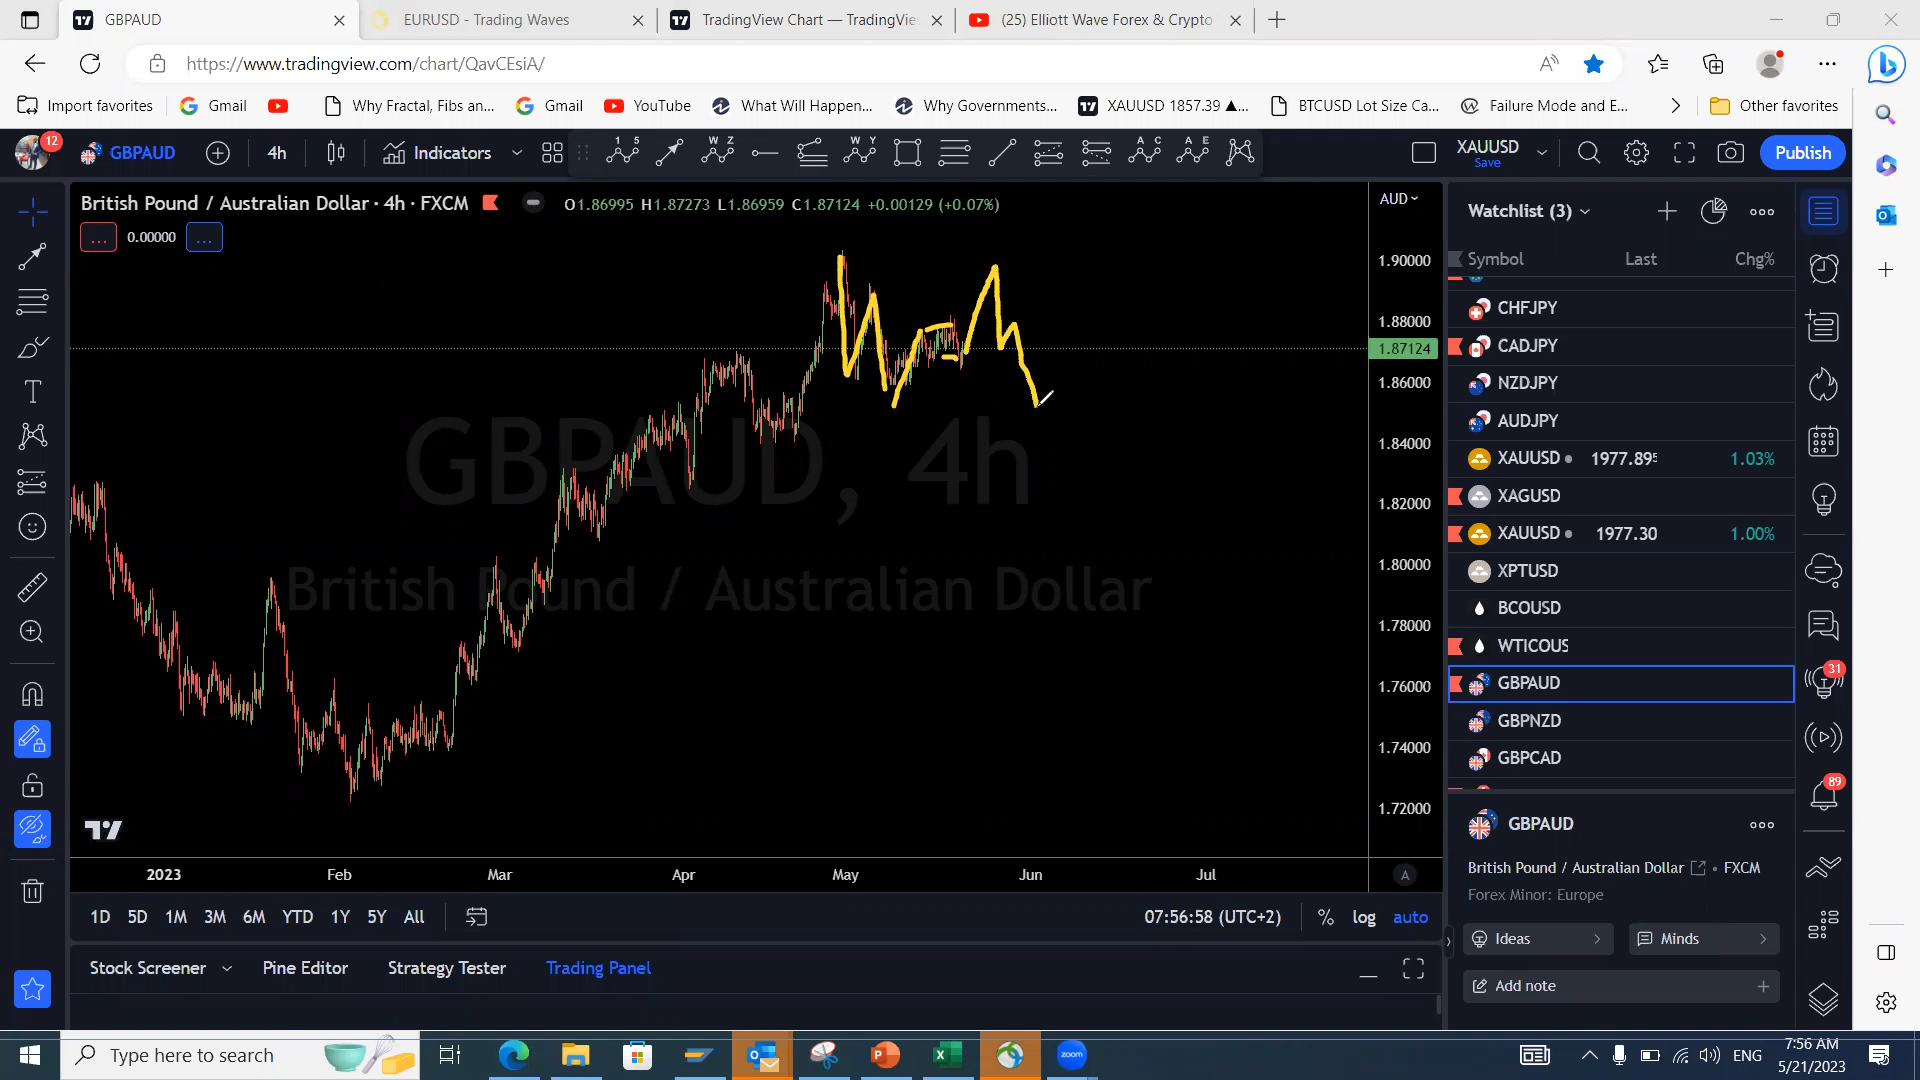 GBPAUD
EURUSD - Trading Waves
TradingView Chart — TradingVie
(25) Elliott Wave Forex & Crypto
https://www.tradingview.com/chart/QavCEsiA/
Import favorites
Gmail
Why Fractal, Fibs an...
Gmail
YouTube
What Will Happen...
Why Governments...
XAUUSD 1857.39 ▲...
BTCUSD Lot Size Ca...
Failure Mode and E...
Other favorites
12
GBPAUD
4h
Indicators
XAUUSD
Save
Publish
British Pound / Australian Dollar · 4h · FXCM
O1.86995 H1.87273 L1.86959 C1.87124 +0.00129 (+0.07%)
...
0.00000
...
AUD
1.90000
1.88000
1.87124
1.86000
1.84000
1.82000
1.80000
1.78000
1.76000
1.74000
1.72000
GBPAUD, 4h
British Pound / Australian Dollar
2023
Feb
Mar
Apr
May
Jun
Jul
A
1D 5D 1M 3M 6M YTD 1Y 5Y All
07:56:58 (UTC+2)
% log auto
Stock Screener
Pine Editor
Strategy Tester
Trading Panel
Watchlist (3)
Symbol Last Chg%
CHFJPY
CADJPY
NZDJPY
AUDJPY
XAUUSD 1977.89⁵ 1.03%
XAGUSD
XAUUSD 1977.30 1.00%
XPTUSD
BCOUSD
WTICOUS
GBPAUD
GBPNZD
GBPCAD
GBPAUD
British Pound / Australian Dollar • FXCM
Forex Minor: Europe
Ideas
Minds
Add note
31
89
Type here to search
zoom
ENG
7:56 AM
5/21/2023